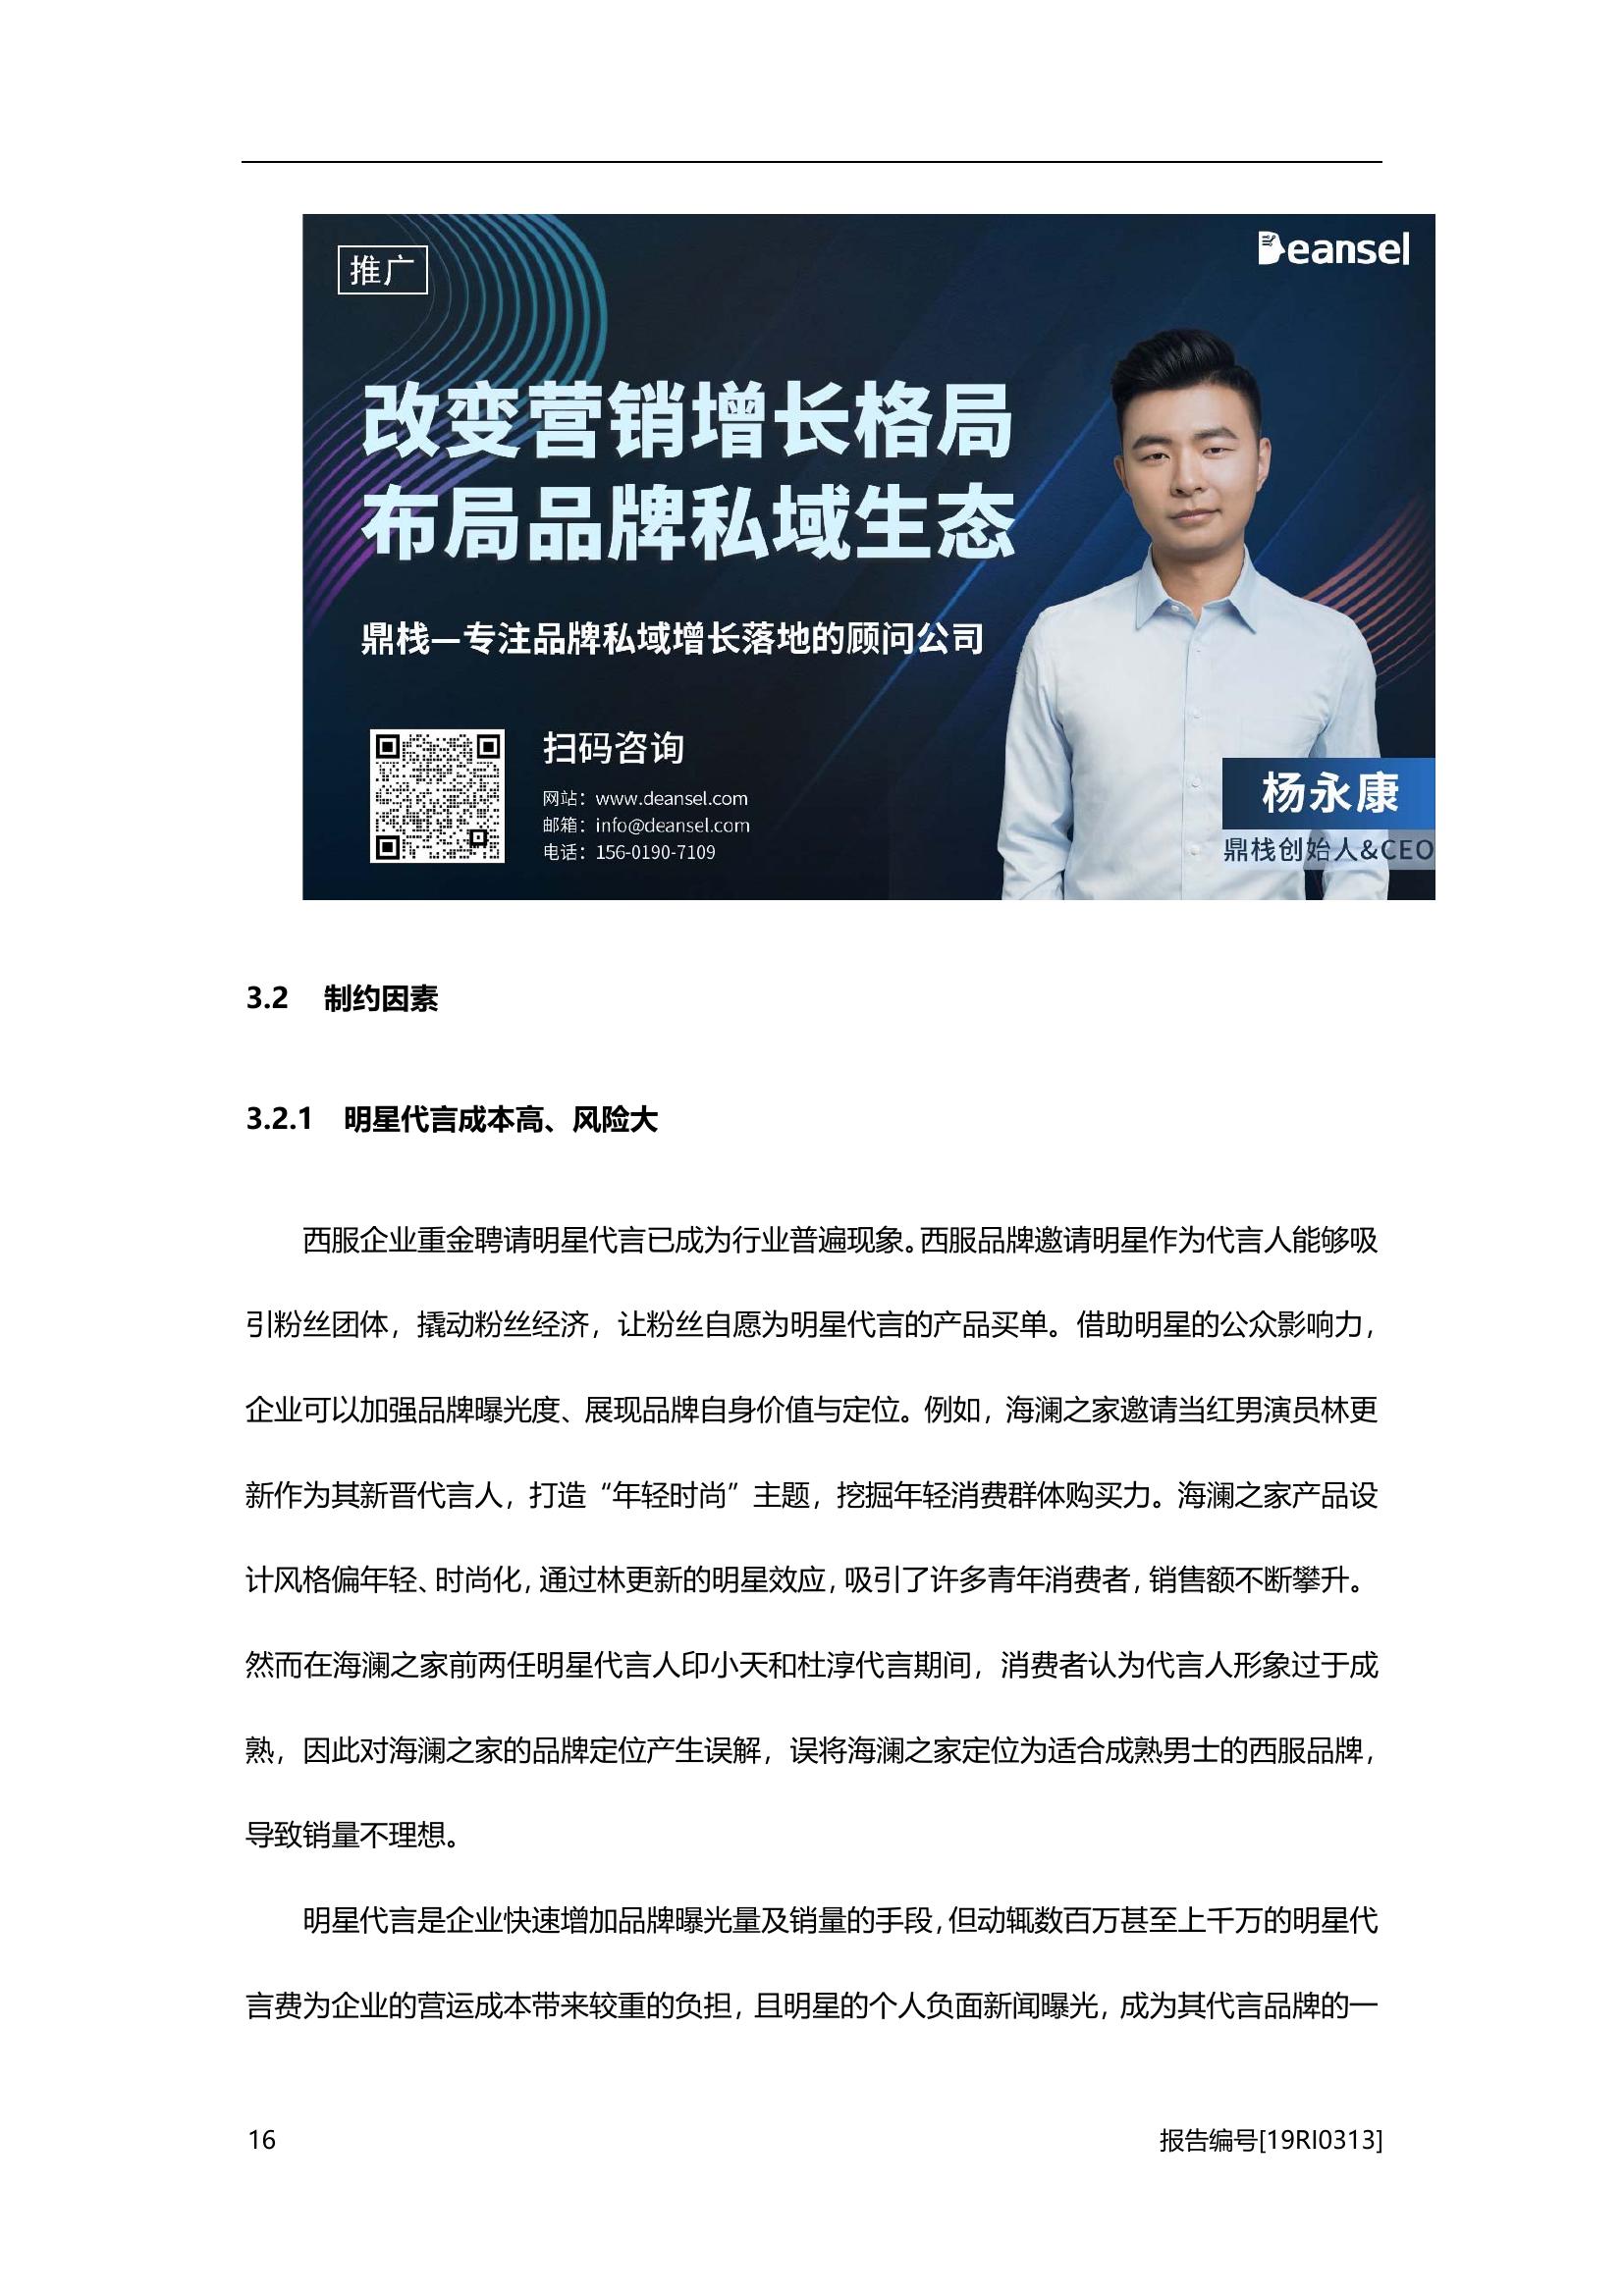 推广
Deansel
改变营销增长格局
布局品牌私域生态
鼎栈—专注品牌私域增长落地的顾问公司
扫码咨询
网站：www.deansel.com
邮箱：info@deansel.com
电话：156-0190-7109
杨永康
鼎栈创始人&CEO
3.2 制约因素
3.2.1 明星代言成本高、风险大
西服企业重金聘请明星代言已成为行业普遍现象。西服品牌邀请明星作为代言人能够吸
引粉丝团体，撬动粉丝经济，让粉丝自愿为明星代言的产品买单。借助明星的公众影响力，
企业可以加强品牌曝光度、展现品牌自身价值与定位。例如，海澜之家邀请当红男演员林更
新作为其新晋代言人，打造“年轻时尚”主题，挖掘年轻消费群体购买力。海澜之家产品设
计风格偏年轻、时尚化，通过林更新的明星效应，吸引了许多青年消费者，销售额不断攀升。
然而在海澜之家前两任明星代言人印小天和杜淳代言期间，消费者认为代言人形象过于成
熟，因此对海澜之家的品牌定位产生误解，误将海澜之家定位为适合成熟男士的西服品牌，
导致销量不理想。
明星代言是企业快速增加品牌曝光量及销量的手段，但动辄数百万甚至上千万的明星代
言费为企业的营运成本带来较重的负担，且明星的个人负面新闻曝光，成为其代言品牌的一
16
报告编号[19RI0313]